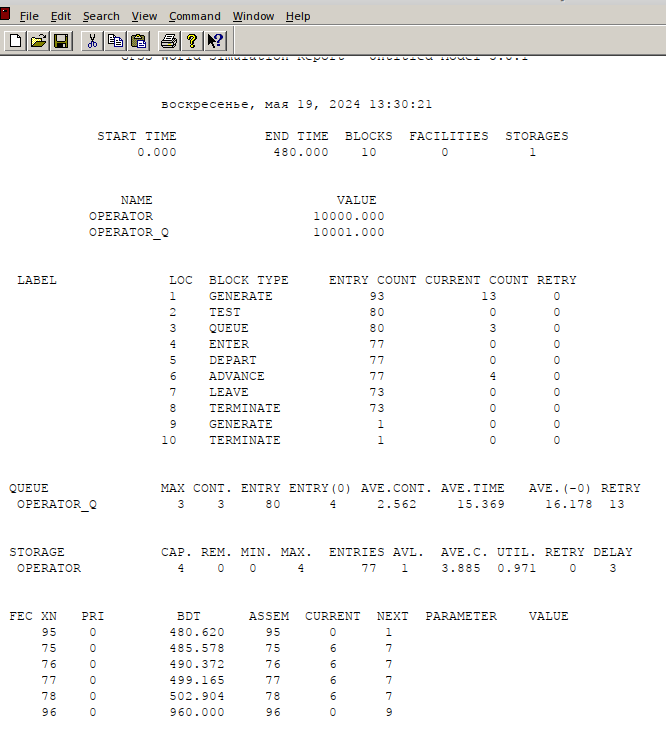 File Edit Search View Command Window Help
GPSS World Simulation Report - Untitled Model 5.0.1
воскресенье, мая 19, 2024 13:30:21
START TIME END TIME BLOCKS FACILITIES STORAGES
0.000 480.000 10 0 1
NAME VALUE
OPERATOR 10000.000
OPERATOR_Q 10001.000
LABEL LOC BLOCK TYPE ENTRY COUNT CURRENT COUNT RETRY
1 GENERATE 93 13 0
2 TEST 80 0 0
3 QUEUE 80 3 0
4 ENTER 77 0 0
5 DEPART 77 0 0
6 ADVANCE 77 4 0
7 LEAVE 73 0 0
8 TERMINATE 73 0 0
9 GENERATE 1 0 0
10 TERMINATE 1 0 0
QUEUE MAX CONT. ENTRY ENTRY(0) AVE.CONT. AVE.TIME AVE.(-0) RETRY
OPERATOR_Q 3 3 80 4 2.562 15.369 16.178 13
STORAGE CAP. REM. MIN. MAX. ENTRIES AVL. AVE.C. UTIL. RETRY DELAY
OPERATOR 4 0 0 4 77 1 3.885 0.971 0 3
FEC XN PRI BDT ASSEM CURRENT NEXT PARAMETER VALUE
95 0 480.620 95 0 1
75 0 485.578 75 6 7
76 0 490.372 76 6 7
77 0 499.165 77 6 7
78 0 502.904 78 6 7
96 0 960.000 96 0 9